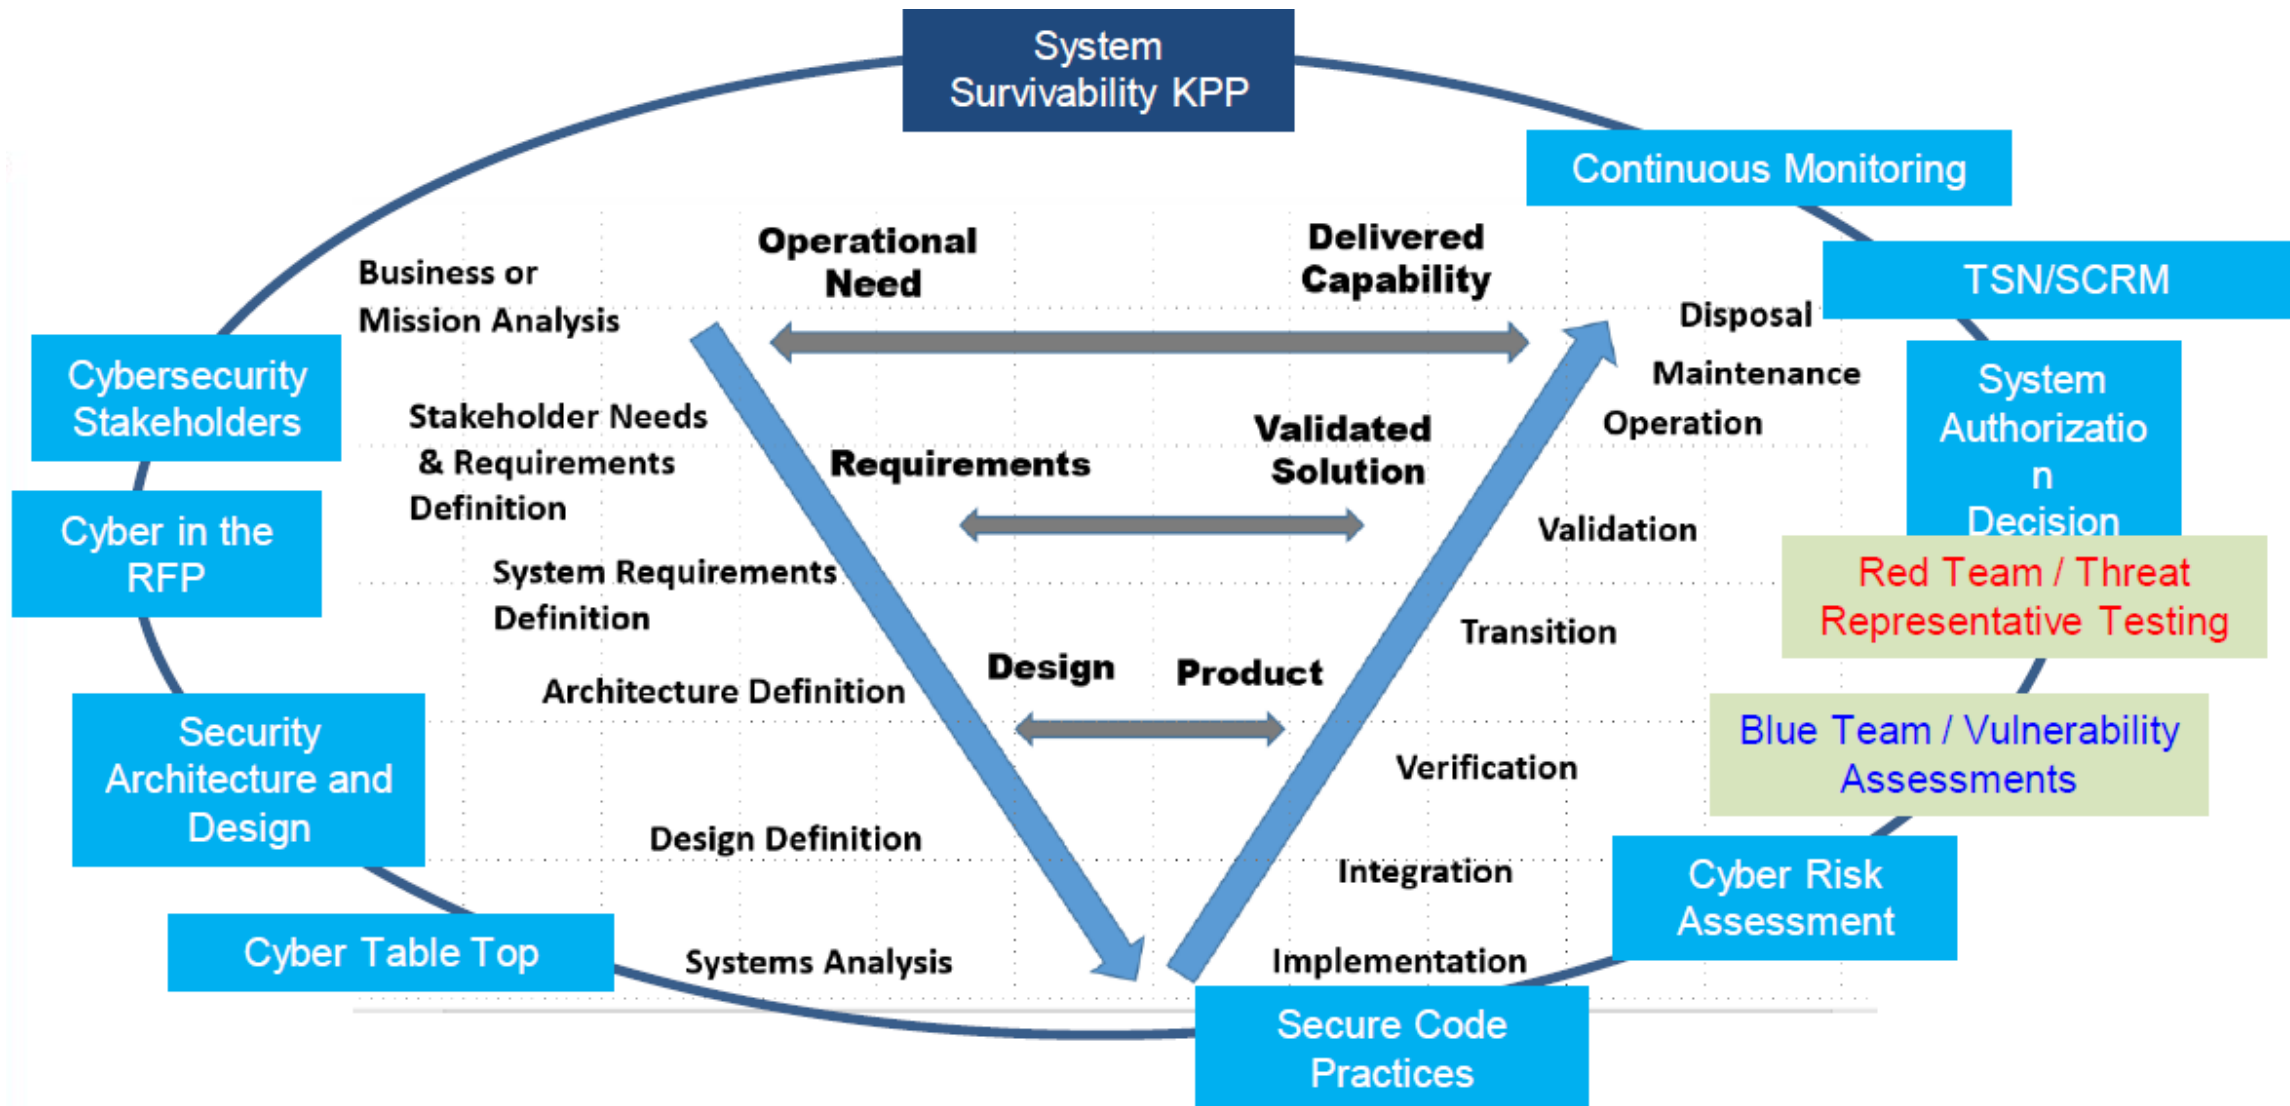 System
Survivability KPP
Continuous Monitoring
TSN/SCRM
System
Authorizatio
n
Decision
Red Team / Threat
Representative Testing
Blue Team / Vulnerability
Assessments
Cyber Risk
Assessment
Secure Code
Practices
Cyber Table Top
Security
Architecture and
Design
Cyber in the
RFP
Cybersecurity
Stakeholders
Business or
Mission Analysis
Stakeholder Needs
& Requirements
Definition
System Requirements
Definition
Architecture Definition
Design Definition
Systems Analysis
Operational
Need
Delivered
Capability
Requirements
Validated
Solution
Design
Product
Disposal
Maintenance
Operation
Validation
Transition
Verification
Integration
Implementation